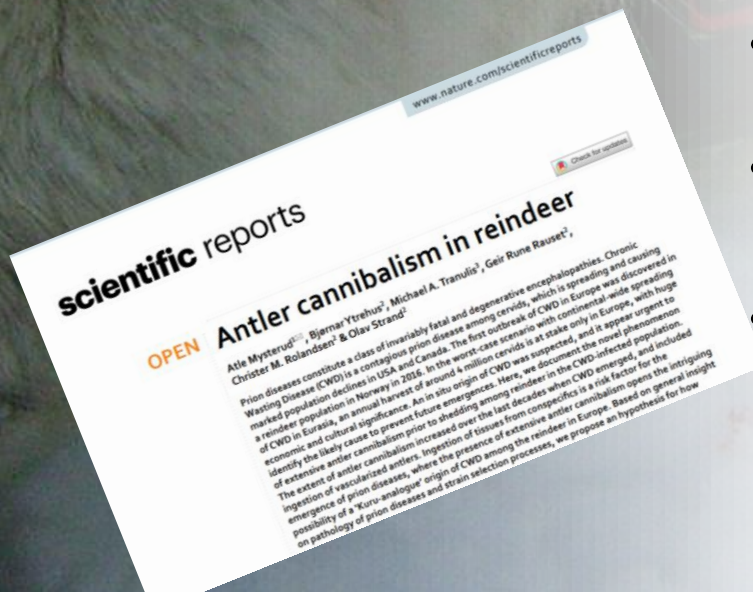 www.nature.com/scientificreports
Check for updates
scientific reports
OPEN
Antler cannibalism in reindeer
Atle Mysterud, Bjørnar Ytrehus², Michael A. Tranulis³, Geir Rune Rauset²,
Christer M. Rolandsen² & Olav Strand²
Prion diseases constitute a class of invariably fatal and degenerative encephalopathies. Chronic
Wasting Disease (CWD) is a contagious prion disease among cervids, which is spreading and causing
marked population declines in USA and Canada. The first outbreak of CWD in Europe was discovered in
a reindeer population in Norway in 2016. In the worst-case scenario with continental-wide spreading
of CWD in Eurasia, an annual harvest of around 4 million cervids is at stake only in Europe, with huge
economic and cultural significance. An in situ origin of CWD was suspected, and it appear urgent to
identify the likely cause to prevent future emergences. Here, we document the novel phenomenon
of extensive antler cannibalism prior to shedding among reindeer in the CWD-infected population.
The extent of antler cannibalism increased over the last decades when CWD emerged, and included
ingestion of vascularized antlers. Ingestion of tissues from conspecifics is a risk factor for the
emergence of prion diseases, where the presence of extensive antler cannibalism opens the intriguing
possibility of a 'Kuru-analogue' origin of CWD among the reindeer in Europe. Based on general insight
on pathology of prion diseases and strain selection processes, we propose an hypothesis for how